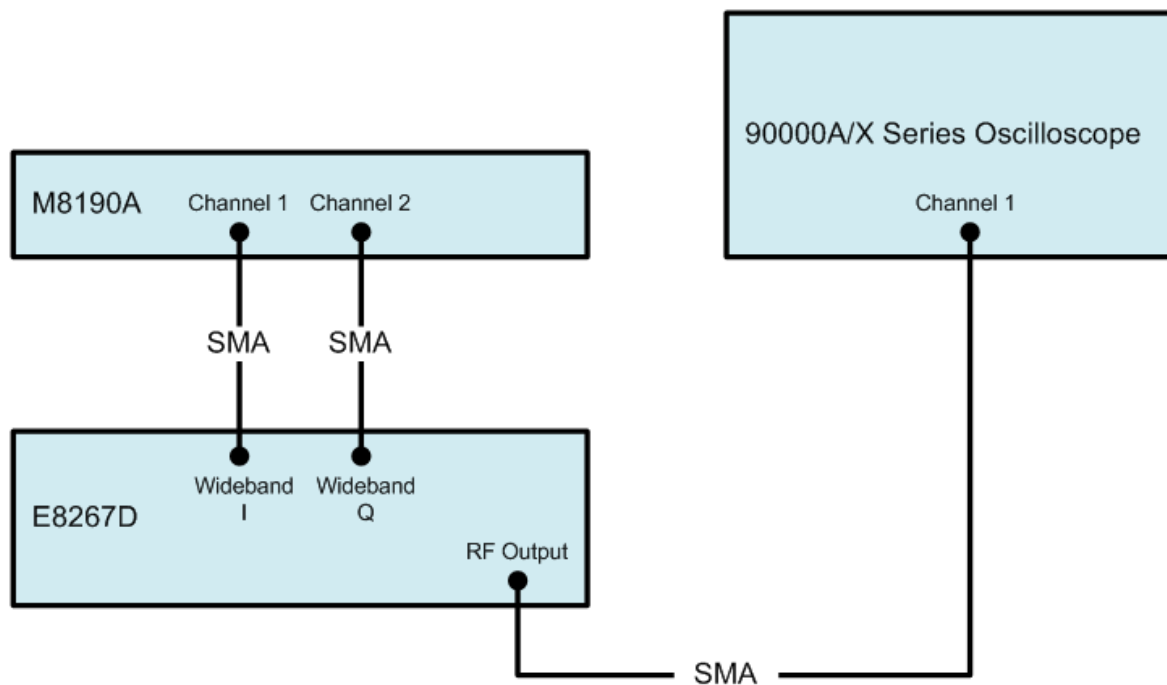 90000A/X Series Oscilloscope
Channel 1
M8190A
Channel 1
Channel 2
SMA
SMA
E8267D
Wideband
I
Wideband
Q
RF Output
SMA